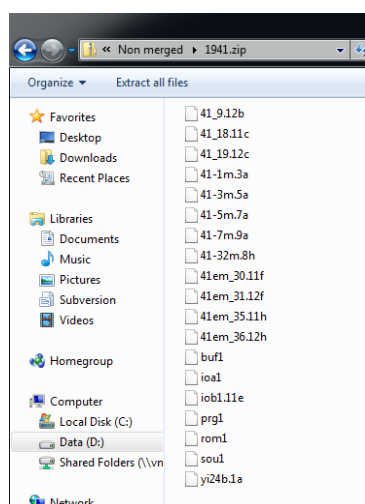 « Non merged ▸ 1941.zip
Organize ▾ Extract all files
Favorites
Desktop
Downloads
Recent Places
Libraries
Documents
Music
Pictures
Subversion
Videos
Homegroup
Computer
Local Disk (C:)
Data (D:)
Shared Folders (\\vn
Network
41_9.12b
41_18.11c
41_19.12c
41-1m.3a
41-3m.5a
41-5m.7a
41-7m.9a
41-32m.8h
41em_30.11f
41em_31.12f
41em_35.11h
41em_36.12h
buf1
ioa1
iob1.11e
prg1
rom1
sou1
yi24b.1a